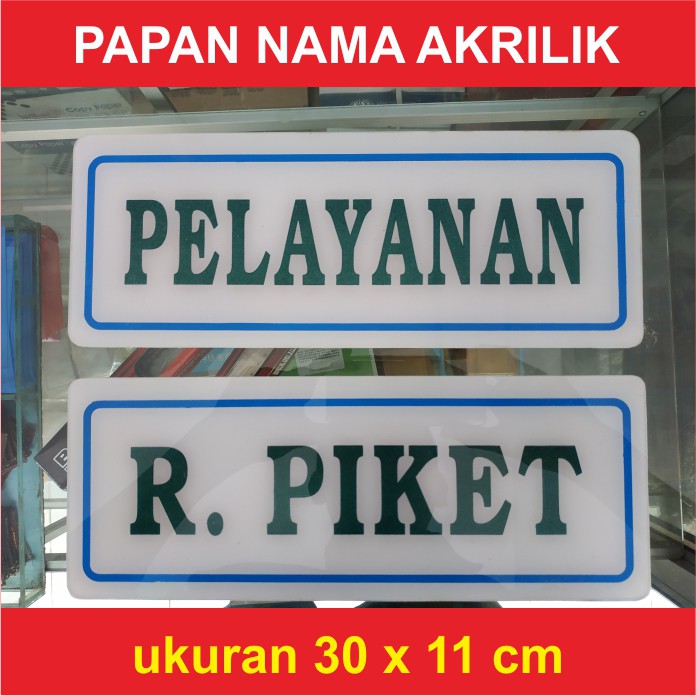 PAPAN NAMA AKRILIK
PELAYANAN
R. PIKET
ukuran 30 x 11 cm